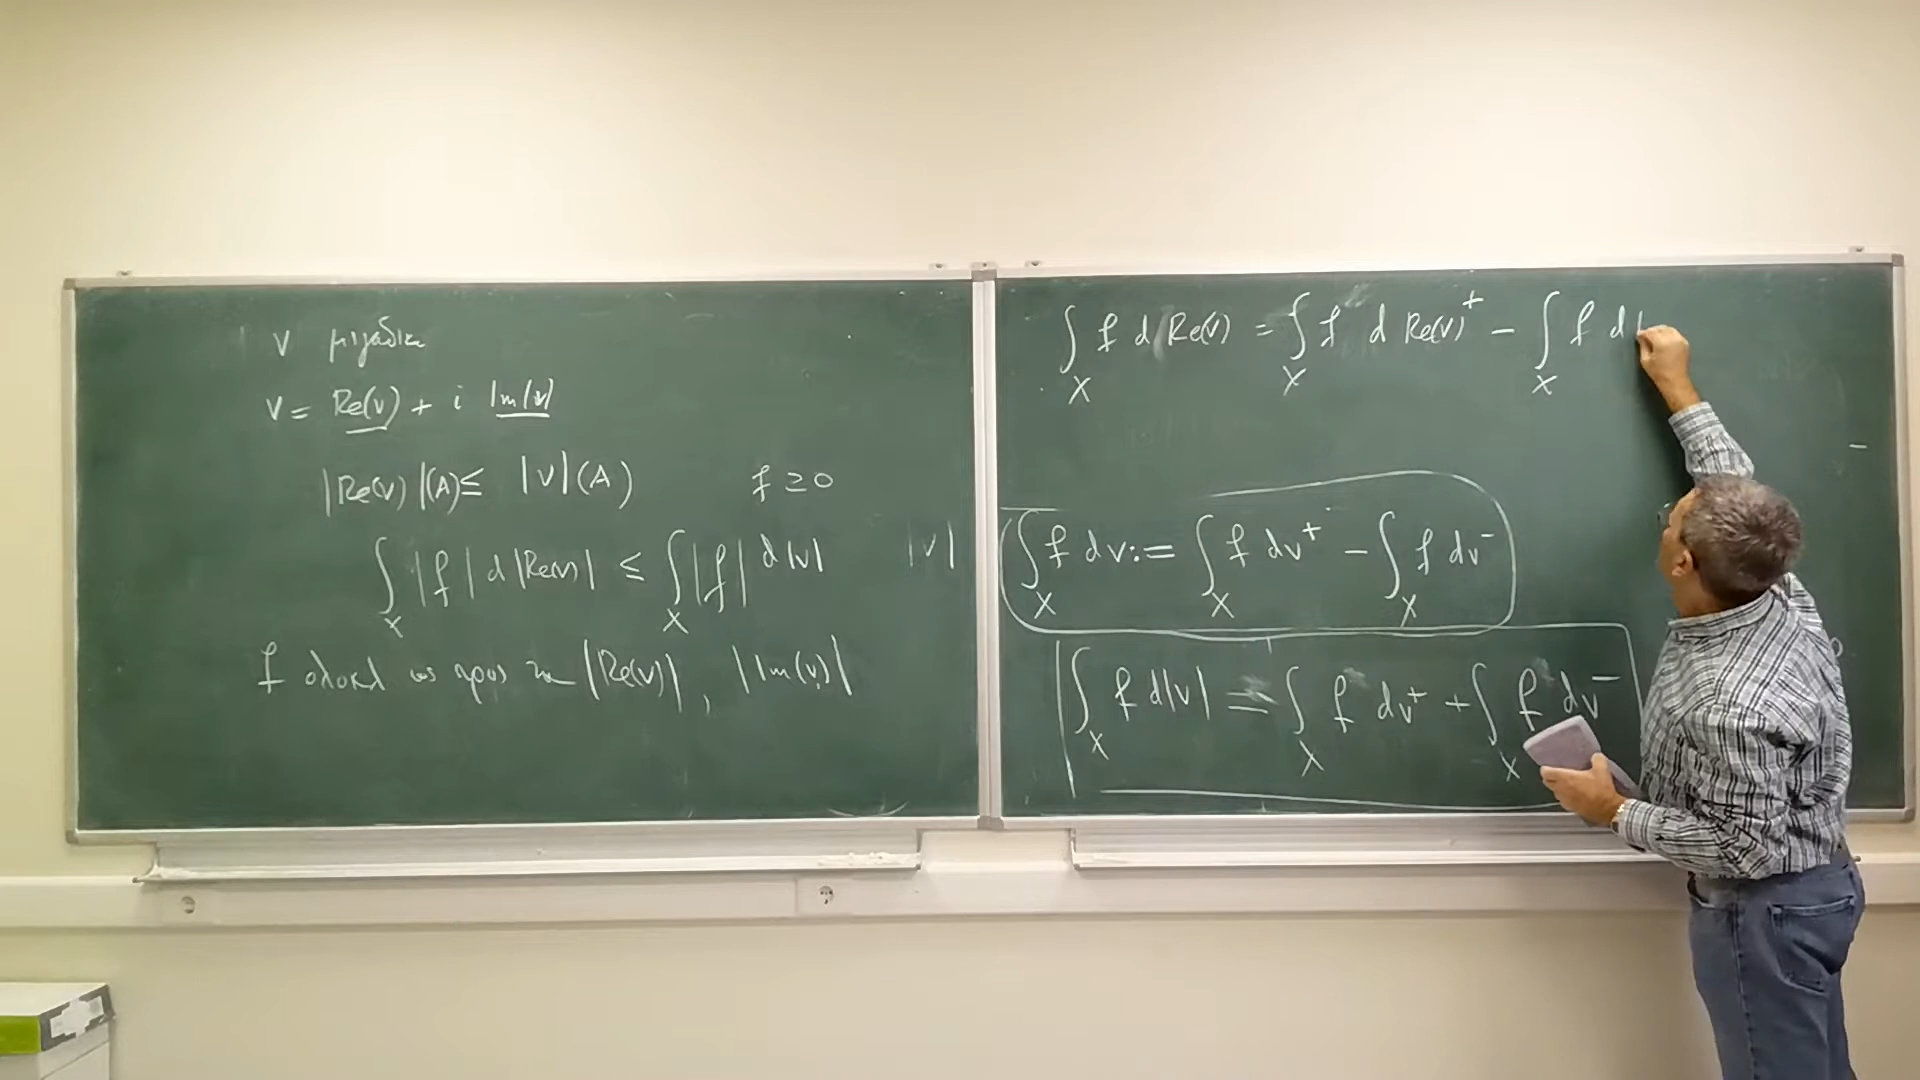 ν μιγαδικ
ν = Re(ν) + i Im(ν)
|Re(ν)|(A) ≤ |ν|(A) f ≥ 0
∫_X |f| d|Re(ν)| ≤ ∫_X |f| d|ν| |ν|
f ολοκλ ως προς τα |Re(ν)|, |Im(ν)|
∫_X f d Re(ν) = ∫_X f d Re(ν)⁺ − ∫_X f d
∫_X f dν := ∫_X f dν⁺ − ∫_X f dν⁻
∫_X f d|ν| = ∫_X f dν⁺ + ∫_X f dν⁻